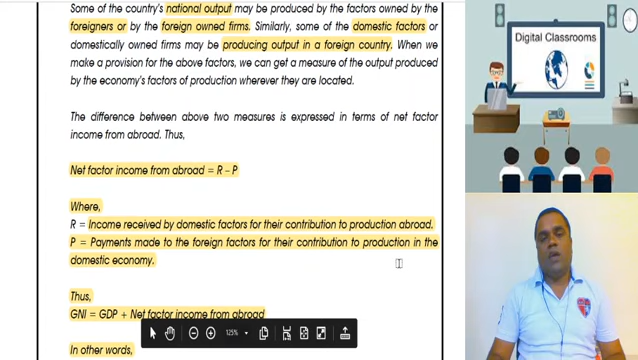 Some of the country's national output may be produced by the factors owned by the
foreigners or by the foreign owned firms. Similarly, some of the domestic factors or
domestically owned firms may be producing output in a foreign country. When we
make a provision for the above factors, we can get a measure of the output produced
by the economy's factors of production wherever they are located.
The difference between above two measures is expressed in terms of net factor
income from abroad. Thus,
Net factor income from abroad = R – P
Where,
R = Income received by domestic factors for their contribution to production abroad.
P = Payments made to the foreign factors for their contribution to production in the
domestic economy.
Thus,
GNI = GDP + Net factor income from abroad
In other words,
125%
Digital Classrooms